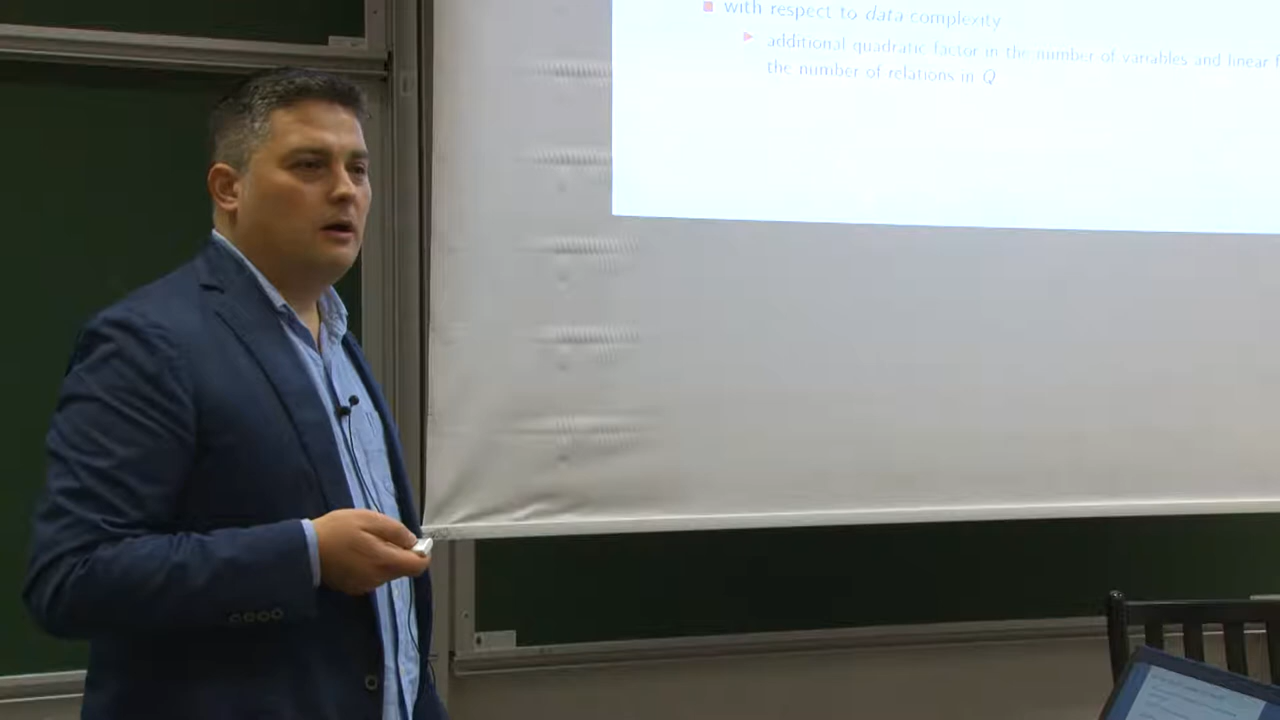 with respect to data complexity
additional quadratic factor in the number of variables and linear f
the number of relations in Q